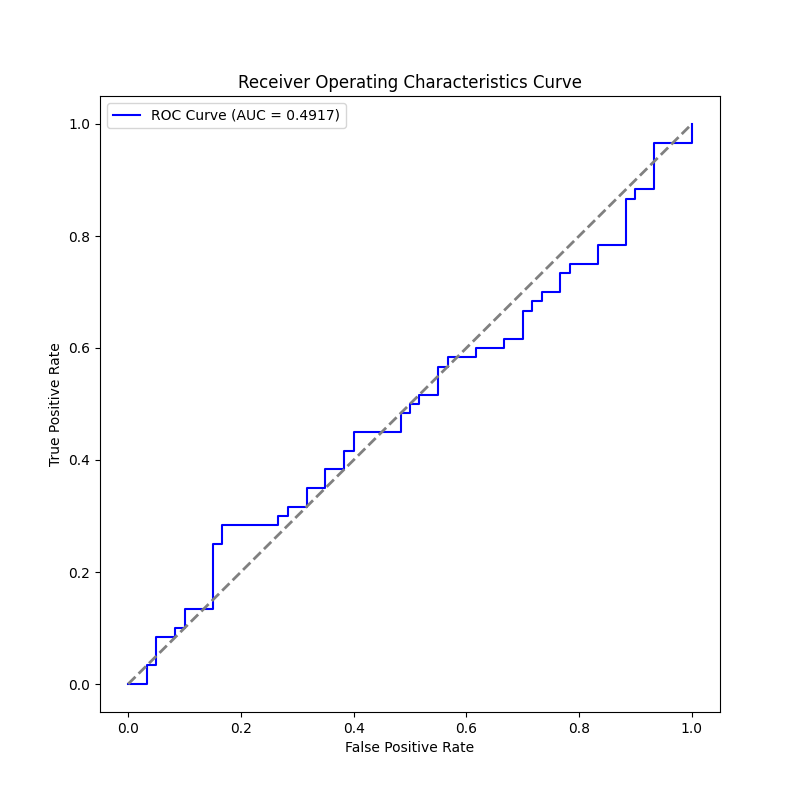 Receiver Operating Characteristics Curve
ROC Curve (AUC = 0.4917)
1.0
0.8
0.6
0.4
0.2
0.0
True Positive Rate
0.0 0.2 0.4 0.6 0.8 1.0
False Positive Rate